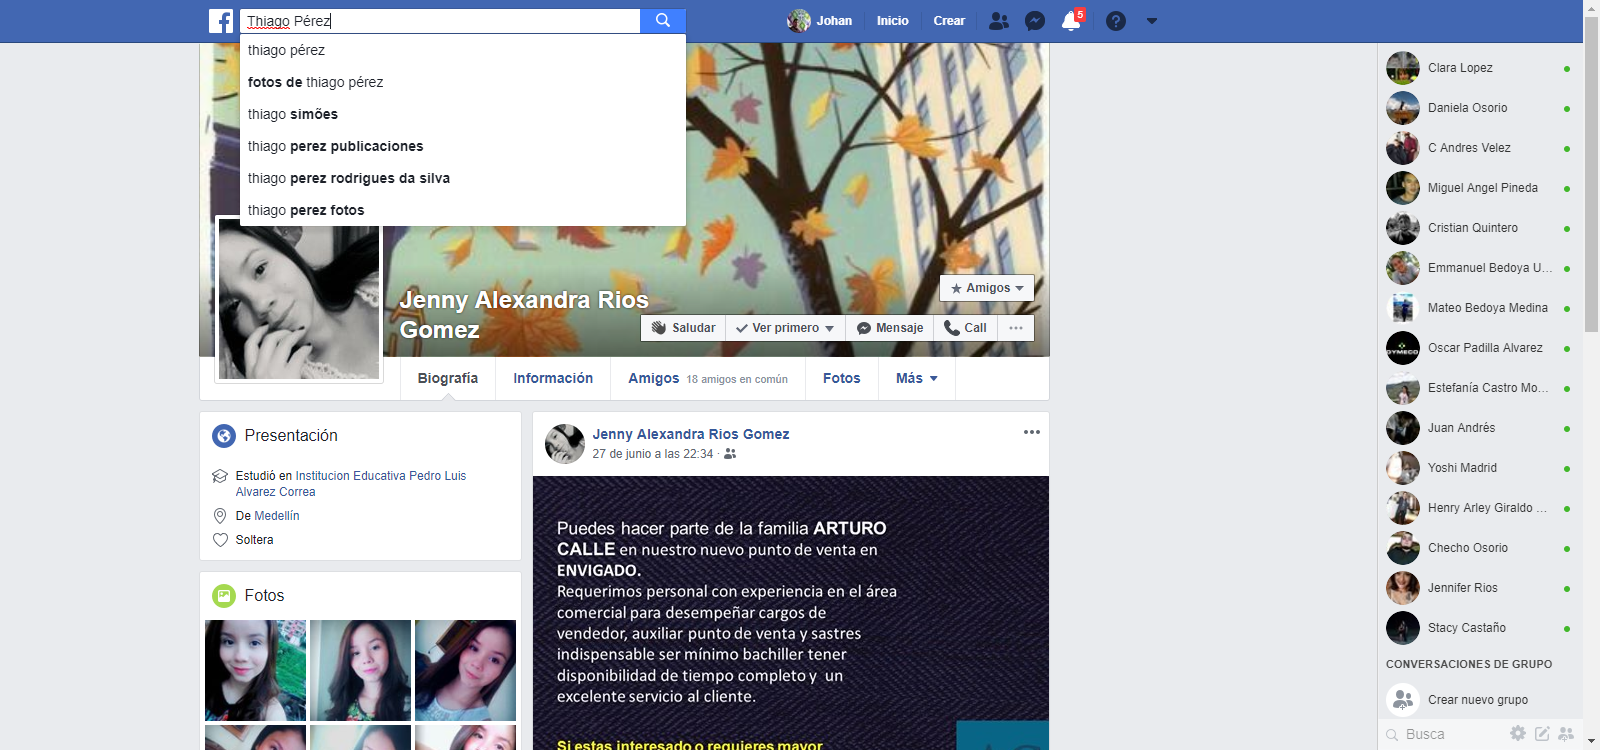 Thiago Pérez
Johan
Inicio
Crear
5
thiago pérez
fotos de thiago pérez
thiago simões
thiago perez publicaciones
thiago perez rodrigues da silva
thiago perez fotos
Jenny Alexandra Rios
Gomez
Amigos
Saludar
Ver primero
Mensaje
Call
Biografía
Información
Amigos 18 amigos en común
Fotos
Más
Presentación
Estudió en Institucion Educativa Pedro Luis
Alvarez Correa
De Medellín
Soltera
Fotos
Jenny Alexandra Rios Gomez
27 de junio a las 22:34 ·
Puedes hacer parte de la familia ARTURO
CALLE en nuestro nuevo punto de venta en
ENVIGADO.
Requerimos personal con experiencia en el área
comercial para desempeñar cargos de
vendedor, auxiliar punto de venta y sastres
indispensable ser mínimo bachiller tener
disponibilidad de tiempo completo y un
excelente servicio al cliente.
Si estas interesado o requieres mayor
Clara Lopez
Daniela Osorio
C Andres Velez
Miguel Angel Pineda
Cristian Quintero
Emmanuel Bedoya U...
Mateo Bedoya Medina
Oscar Padilla Alvarez
Estefanía Castro Mo...
Juan Andrés
Yoshi Madrid
Henry Arley Giraldo ...
Checho Osorio
Jennifer Rios
Stacy Castaño
CONVERSACIONES DE GRUPO
Crear nuevo grupo
Busca